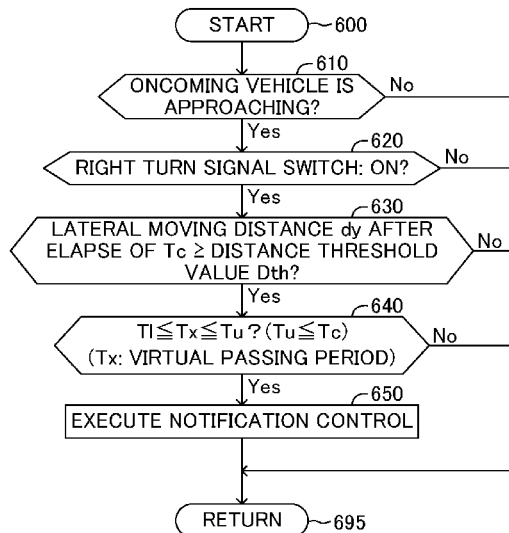 START
600
610
ONCOMING VEHICLE IS
APPROACHING?
No
Yes
620
RIGHT TURN SIGNAL SWITCH: ON?
No
Yes
630
LATERAL MOVING DISTANCE dy AFTER
ELAPSE OF Tc ≥ DISTANCE THRESHOLD
VALUE Dth?
No
Yes
640
Tl≦Tx≦Tu? (Tu≦Tc)
(Tx: VIRTUAL PASSING PERIOD)
No
Yes
650
EXECUTE NOTIFICATION CONTROL
RETURN
695